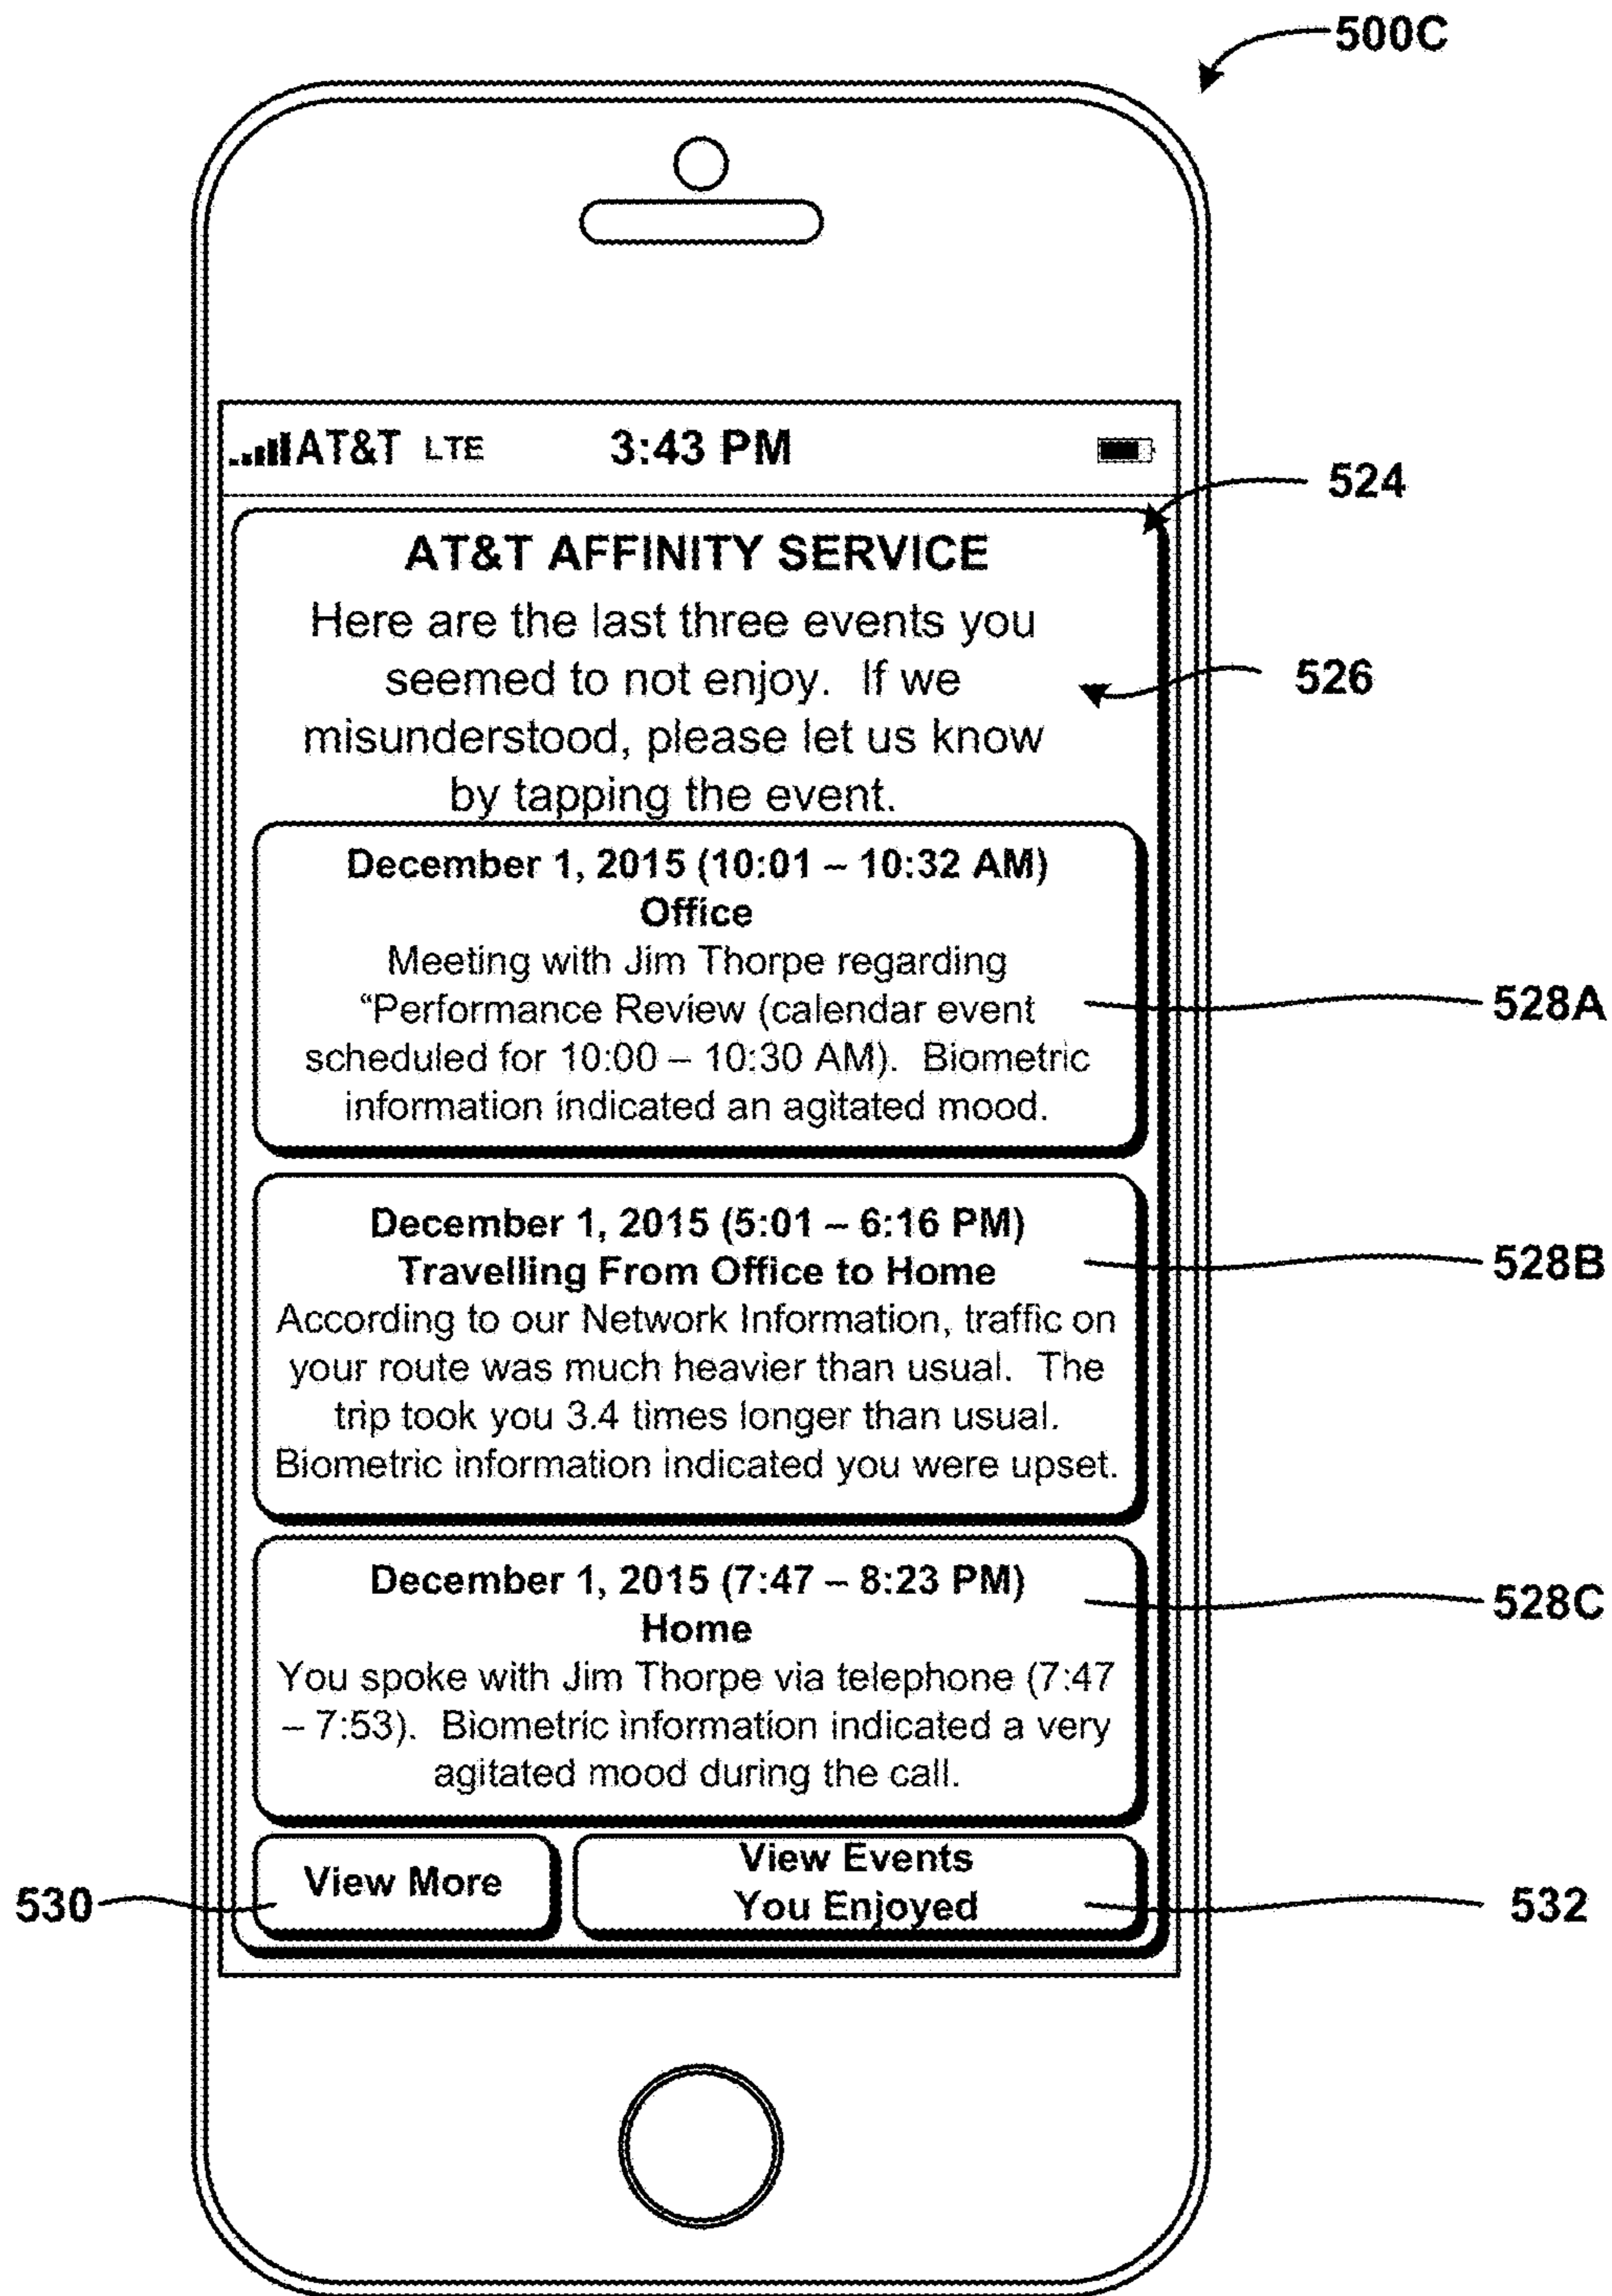 500C
AT&T LTE 3:43 PM
524
AT&T AFFINITY SERVICE
Here are the last three events you
seemed to not enjoy. If we
526
misunderstood, please let us know
by tapping the event.
December 1, 2015 (10:01 – 10:32 AM)
Office
Meeting with Jim Thorpe regarding
“Performance Review (calendar event
528A
scheduled for 10:00 – 10:30 AM). Biometric
information indicated an agitated mood.
December 1, 2015 (5:01 – 6:16 PM)
Travelling From Office to Home
528B
According to our Network Information, traffic on
your route was much heavier than usual. The
trip took you 3.4 times longer than usual.
Biometric information indicated you were upset.
December 1, 2015 (7:47 – 8:23 PM)
528C
Home
You spoke with Jim Thorpe via telephone (7:47
– 7:53). Biometric information indicated a very
agitated mood during the call.
530
View More
View Events
You Enjoyed
532